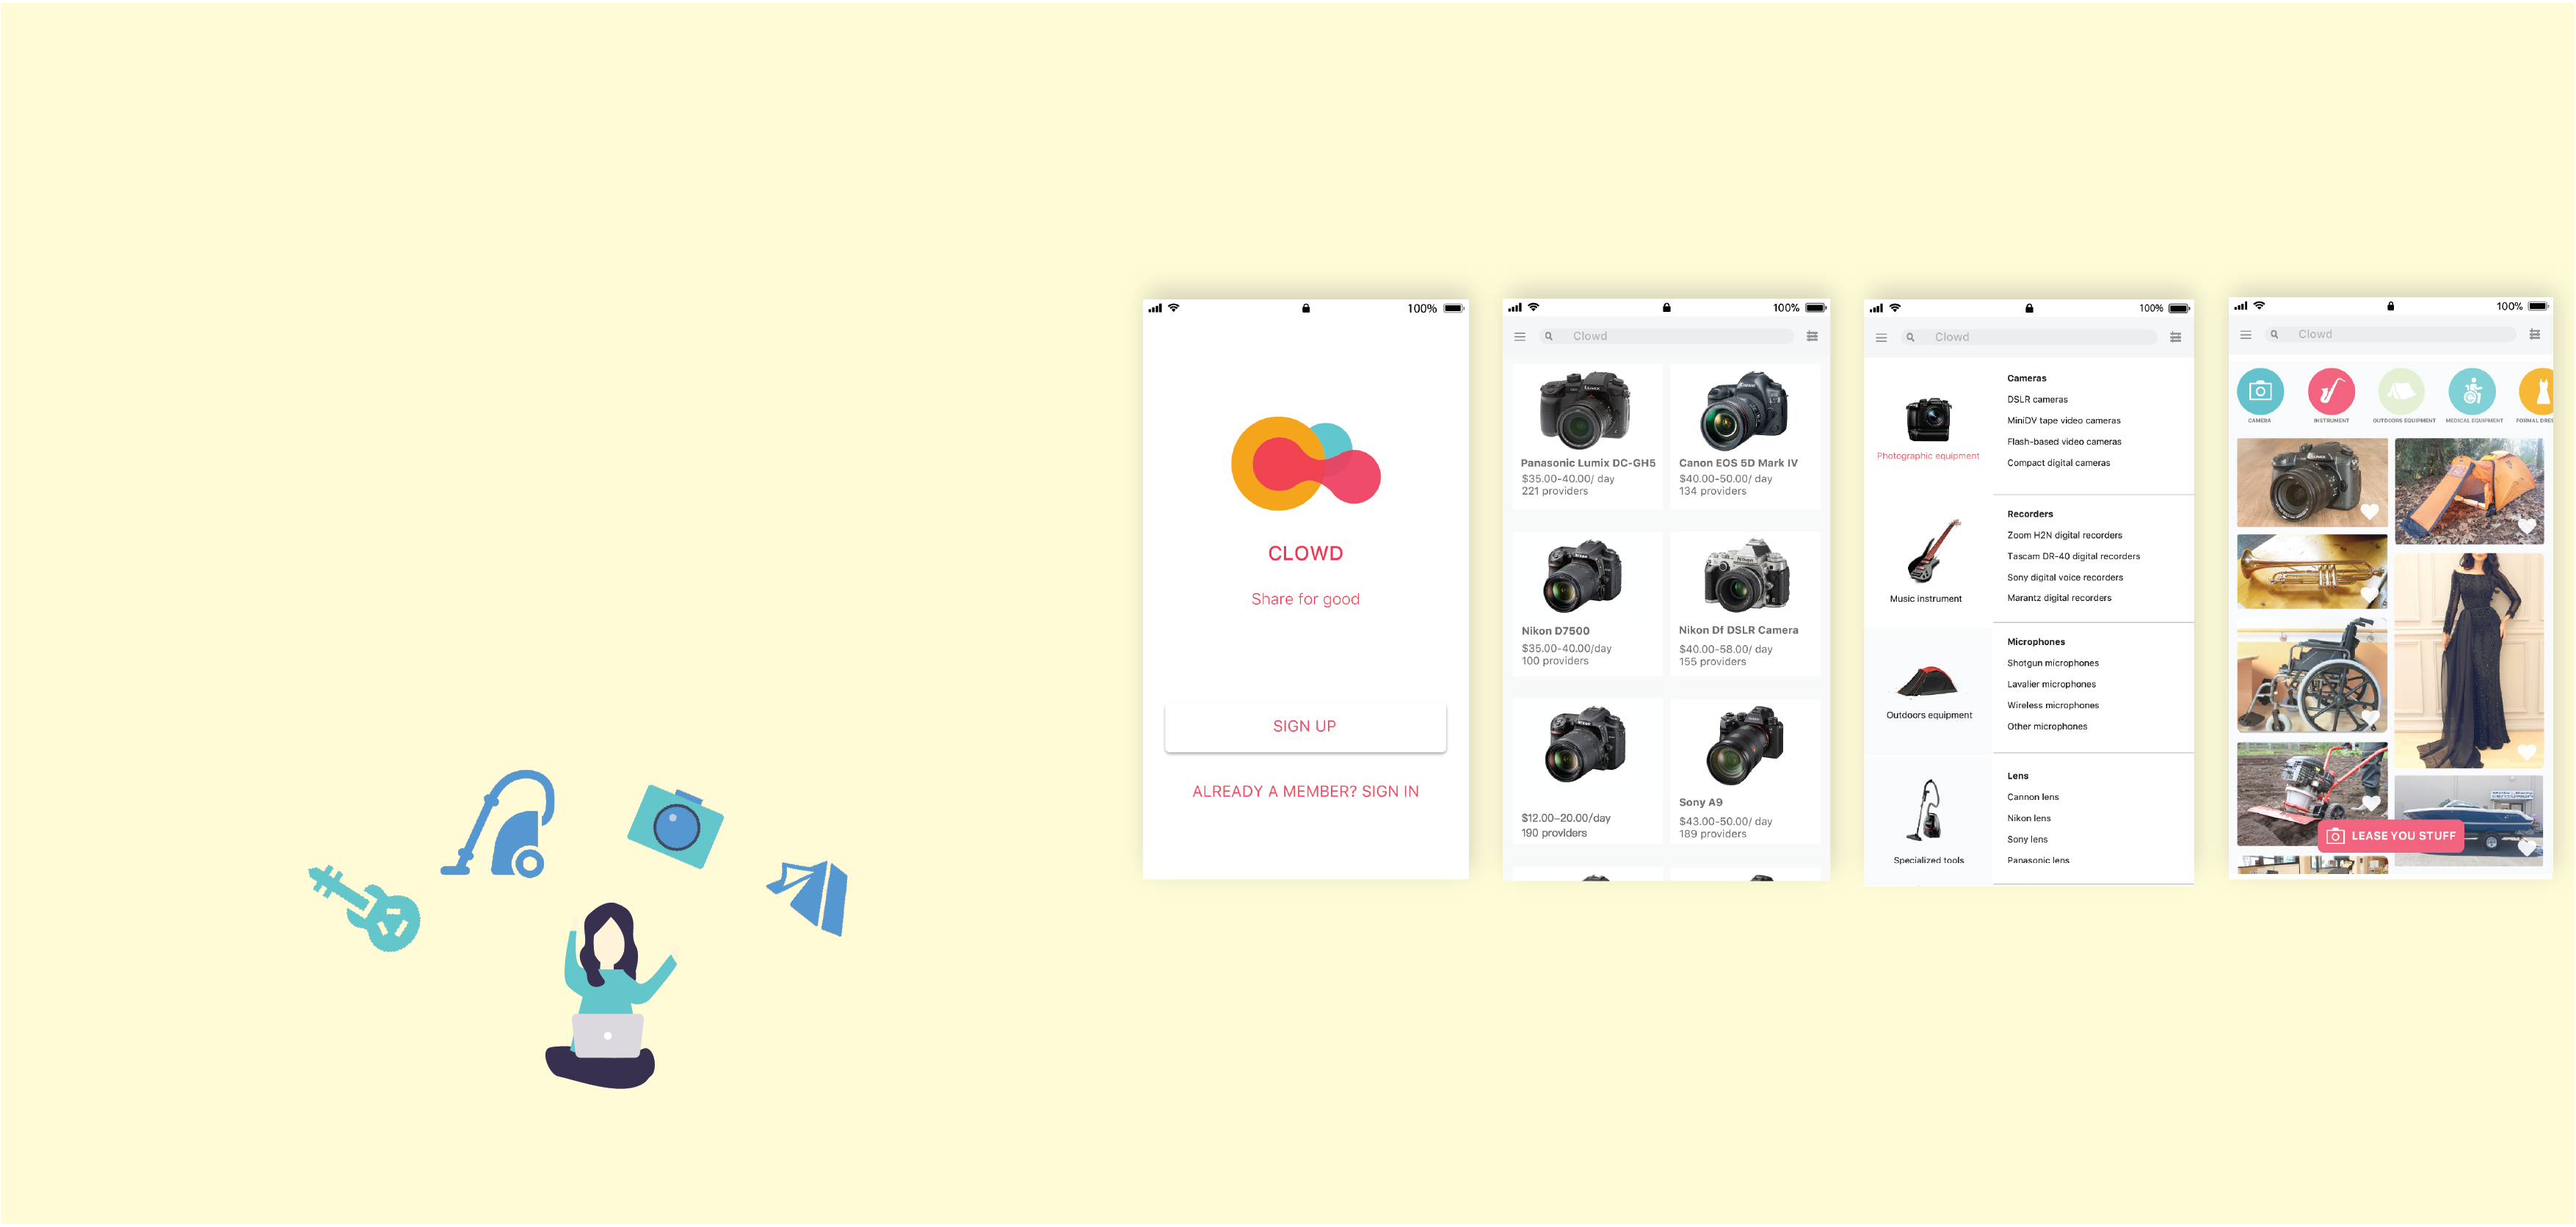 100%
CLOWD
Share for good
SIGN UP
ALREADY A MEMBER? SIGN IN
100%
Clowd
Panasonic Lumix DC-GH5
$35.00-40.00/ day
221 providers
Canon EOS 5D Mark IV
$40.00-50.00/ day
134 providers
Nikon D7500
$35.00-40.00/day
100 providers
Nikon Df DSLR Camera
$40.00-58.00/ day
155 providers
$12.00-20.00/day
190 providers
Sony A9
$43.00-50.00/ day
189 providers
100%
Clowd
Photographic equipment
Music instrument
Outdoors equipment
Specialized tools
Cameras
DSLR cameras
MiniDV tape video cameras
Flash-based video cameras
Compact digital cameras
Recorders
Zoom H2N digital recorders
Tascam DR-40 digital recorders
Sony digital voice recorders
Marantz digital recorders
Microphones
Shotgun microphones
Lavalier microphones
Wireless microphones
Other microphones
Lens
Cannon lens
Nikon lens
Sony lens
Panasonic lens
100%
Clowd
CAMERA
INSTRUMENT
OUTDOORS EQUIPMENT
MEDICAL EQUIPMENT
FORMAL DRES
LEASE YOU STUFF